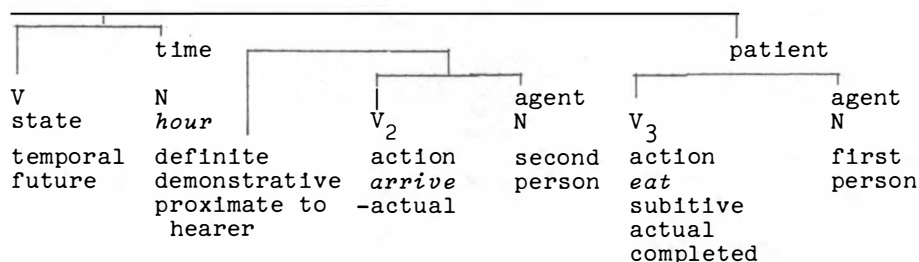 time patient
V N agent agent
state hour V2 N V3 N
temporal definite action second action first
future demonstrative arrive person eat person
proximate to -actual subitive
hearer actual
completed